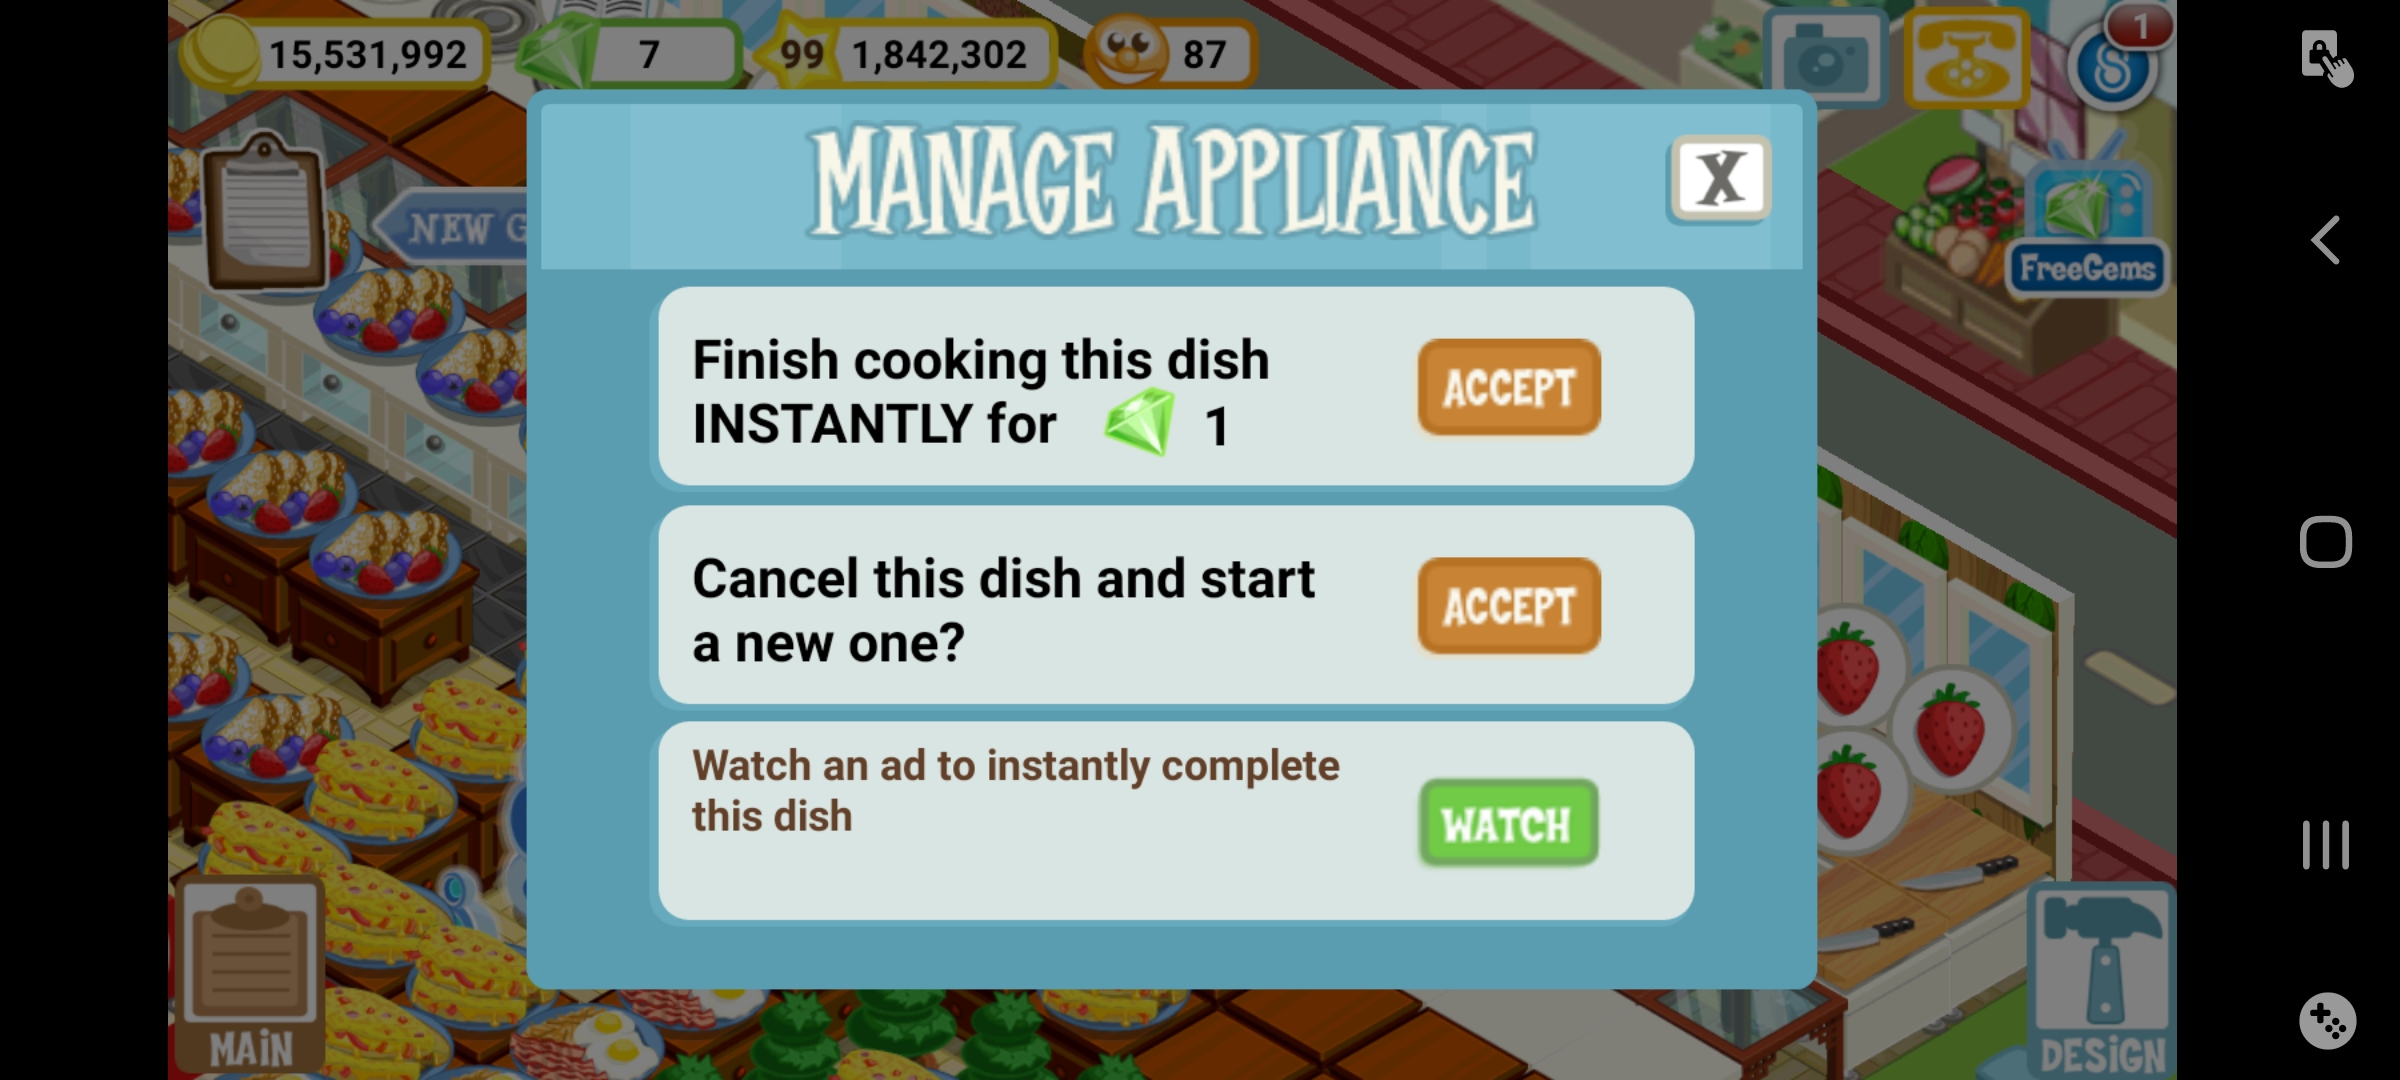 15,531,992
7
99 1,842,302
87
1
MANAGE APPLIANCE
X
NEW G
FreeGems
Finish cooking this dish
INSTANTLY for 1
ACCEPT
Cancel this dish and start
a new one?
ACCEPT
Watch an ad to instantly complete
this dish
WATCH
MAiN
DESiGN